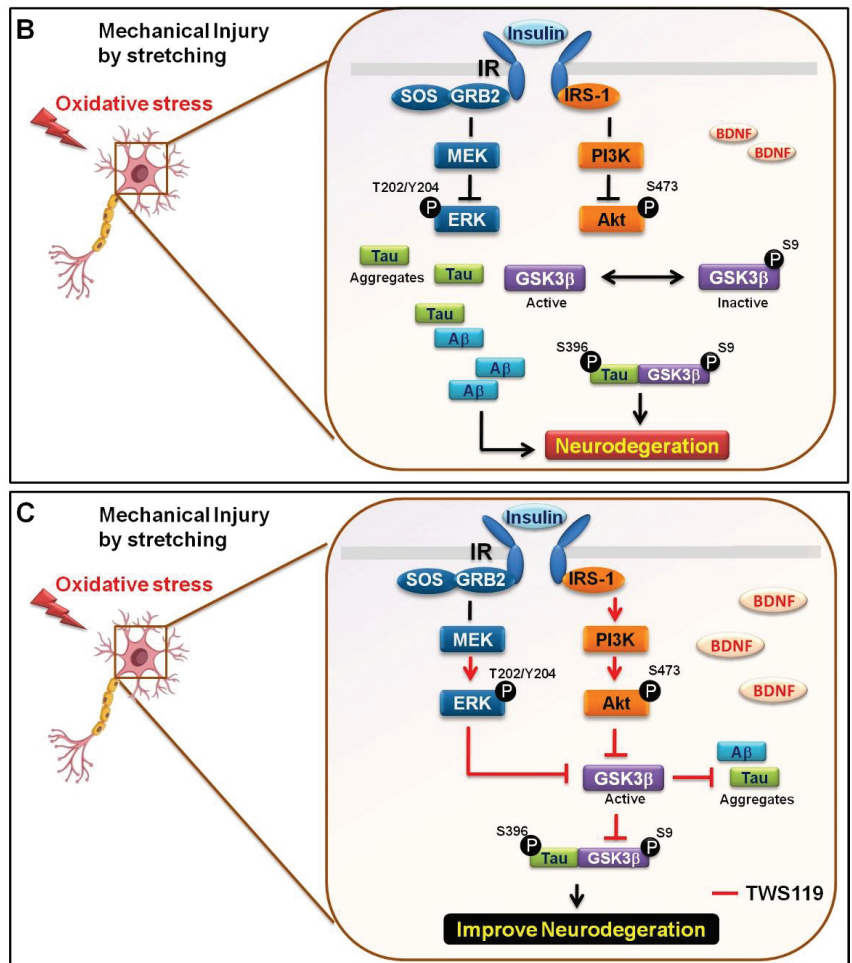 B
Mechanical Injury
by stretching
Oxidative stress
Insulin
IR
SOS
GRB2
IRS-1
MEK
PI3K
BDNF
BDNF
T202/Y204
P
ERK
S473
P
Akt
Tau
Aggregates
Tau
GSK3β
Active
S9
P
GSK3β
Inactive
Tau
Aβ
Aβ
Aβ
S396
P
Tau
GSK3β
S9
P
Neurodegeration
C
Mechanical Injury
by stretching
Oxidative stress
Insulin
IR
SOS
GRB2
IRS-1
MEK
PI3K
BDNF
BDNF
BDNF
T202/Y204
P
ERK
S473
P
Akt
GSK3β
Active
Aβ
Tau
Aggregates
S396
P
Tau
GSK3β
S9
P
TWS119
Improve Neurodegeration